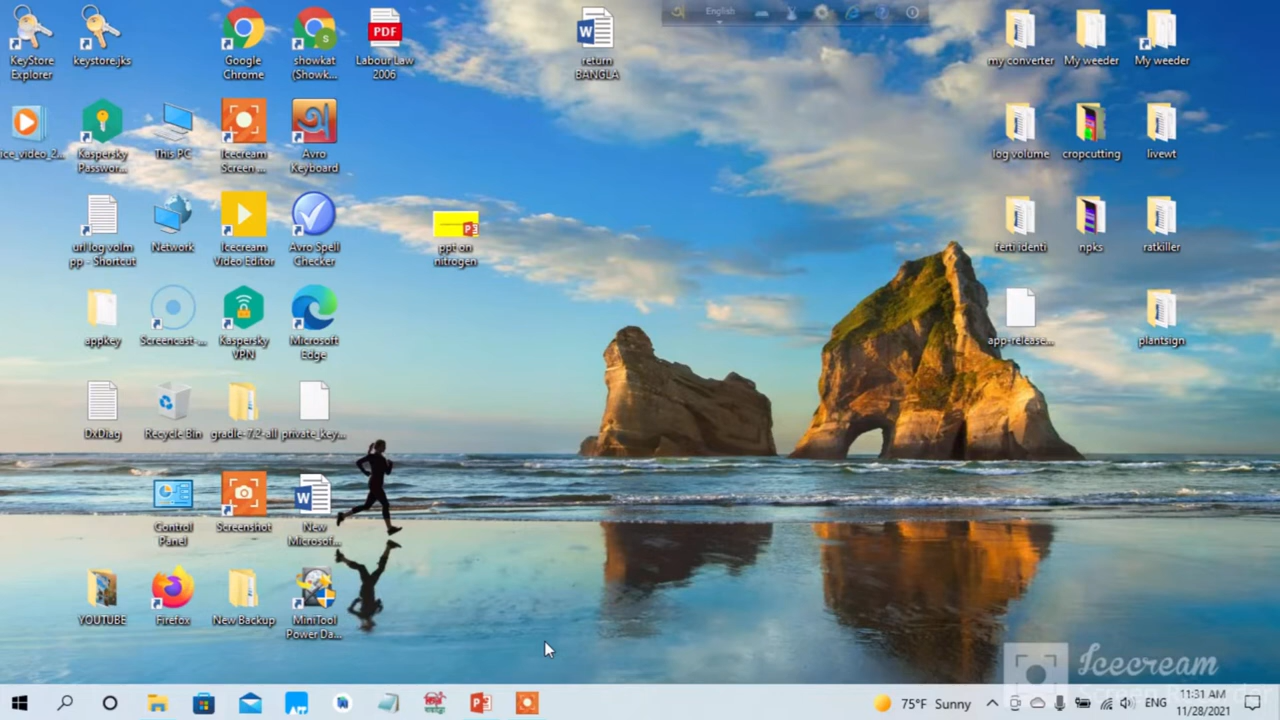 KeyStore
Explorer
keystore.jks
Google
Chrome
showkat
(Showk...
PDF
Labour Law
2006
return
BANGLA
English
my converter
My weeder
My weeder
ice_video_2...
Kaspersky
Passwor...
This PC
Icecream
Screen ...
Avro
Keyboard
log volume
cropcutting
livewt
url log volm
pp - Shortcut
Network
Icecream
Video Editor
Avro Spell
Checker
ppt on
nitrogen
ferti identi
npks
ratkiller
appkey
Screencast-...
Kaspersky
VPN
Microsoft
Edge
app-release...
plantsign
DxDiag
Recycle Bin
gradle-7.2-all
private_key...
Control
Panel
Screenshot
New
Microsof...
YOUTUBE
Firefox
New Backup
MiniTool
Power Da...
Icecream
75°F Sunny
ENG
11:31 AM
11/28/2021